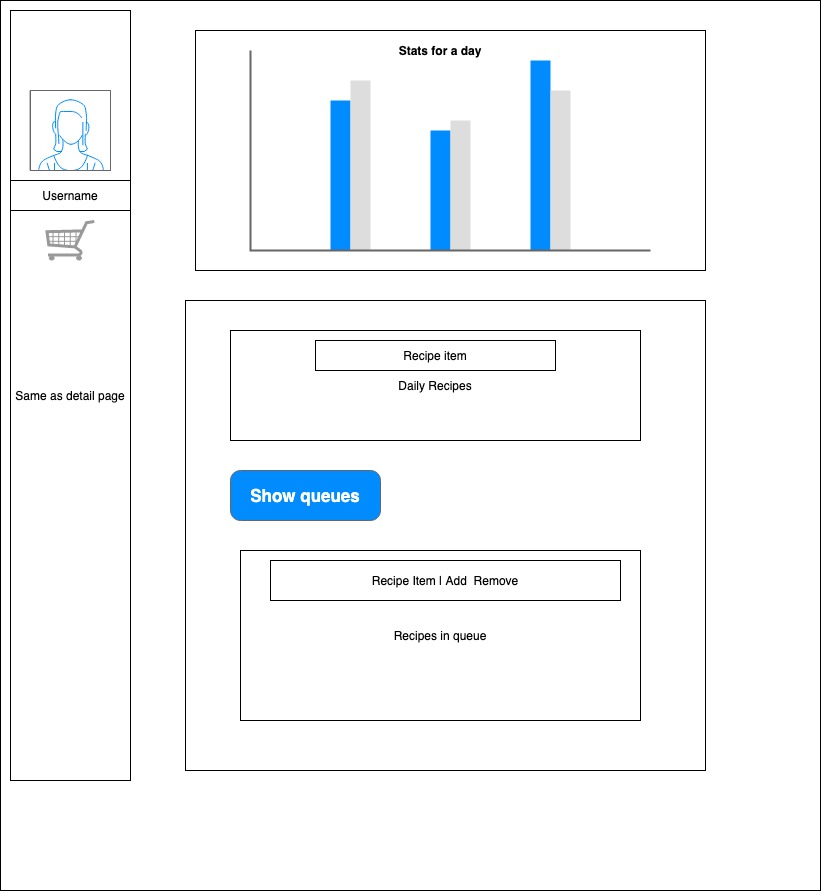 Stats for a day
Username
Recipe item
Daily Recipes
Same as detail page
Show queues
Recipe Item | Add  Remove
Recipes in queue